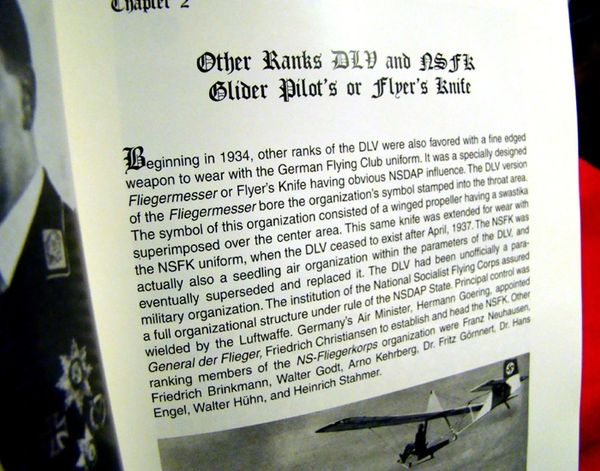 Chapter 2
Other Ranks DLV and NSFK
Glider Pilot's or Flyer's Knife
Beginning in 1934, other ranks of the DLV were also favored with a fine edged
weapon to wear with the German Flying Club uniform. It was a specially designed
Fliegermesser or Flyer's Knife having obvious NSDAP influence. The DLV version
of the Fliegermesser bore the organization's symbol stamped into the throat area.
The symbol of this organization consisted of a winged propeller having a swastika
superimposed over the center area. This same knife was extended for wear with
the NSFK uniform, when the DLV ceased to exist after April, 1937. The NSFK was
actually also a seedling air organization within the parameters of the DLV, and
eventually superseded and replaced it. The DLV had been unofficially a para-
military organization. The institution of the National Socialist Flying Corps assured
a full organizational structure under rule of the NSDAP State. Principal control was
wielded by the Luftwaffe. Germany's Air Minister, Hermann Goering, appointed
General der Flieger, Friedrich Christiansen to establish and head the NSFK. Other
ranking members of the NS-Fliegerkorps organization were Franz Neuhausen,
Friedrich Brinkmann, Walter Godt, Arno Kehrberg, Dr. Fritz Görnnert, Dr. Hans
Engel, Walter Hühn, and Heinrich Stahmer.